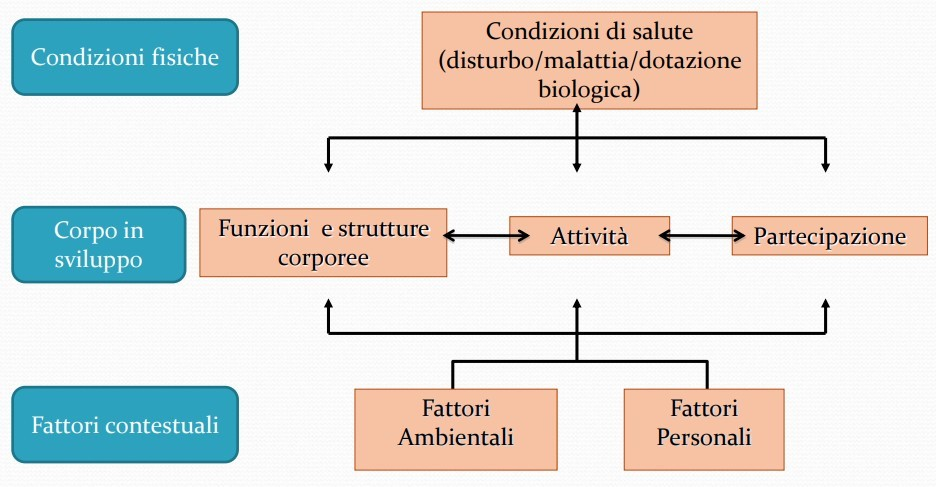 Condizioni fisiche
Condizioni di salute
(disturbo/malattia/dotazione
biologica)
Corpo in
sviluppo
Funzioni e strutture
corporee
Attività
Partecipazione
Fattori contestuali
Fattori
Ambientali
Fattori
Personali